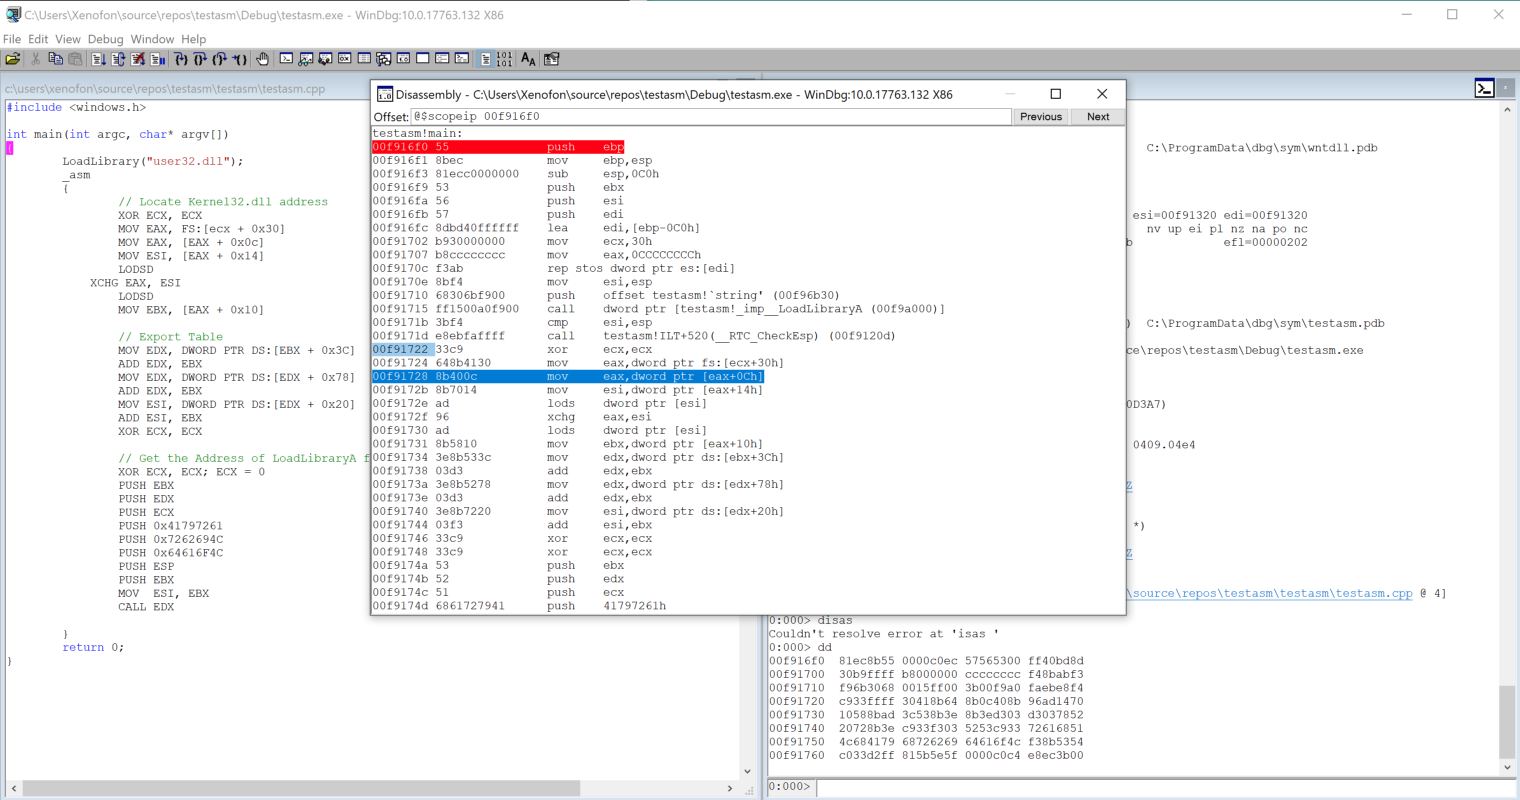 C:\Users\Xenofon\source\repos\testasm\Debug\testasm.exe - WinDbg:10.0.17763.132 X86
File Edit View Debug Window Help
c:\users\xenofon\source\repos\testasm\testasm\testasm.cpp
#include <windows.h>
int main(int argc, char* argv[])
{
LoadLibrary("user32.dll");
_asm
{
// Locate Kernel32.dll address
XOR ECX, ECX
MOV EAX, FS:[ecx + 0x30]
MOV EAX, [EAX + 0x0c]
MOV ESI, [EAX + 0x14]
LODSD
XCHG EAX, ESI
LODSD
MOV EBX, [EAX + 0x10]
// Export Table
MOV EDX, DWORD PTR DS:[EBX + 0x3C]
ADD EDX, EBX
MOV EDX, DWORD PTR DS:[EDX + 0x78]
ADD EDX, EBX
MOV ESI, DWORD PTR DS:[EDX + 0x20]
ADD ESI, EBX
XOR ECX, ECX
// Get the Address of LoadLibraryA f
XOR ECX, ECX; ECX = 0
PUSH EBX
PUSH EDX
PUSH ECX
PUSH 0x41797261
PUSH 0x7262694C
PUSH 0x64616F4C
PUSH ESP
PUSH EBX
MOV  ESI, EBX
CALL EDX
}
return 0;
}
Disassembly - C:\Users\Xenofon\source\repos\testasm\Debug\testasm.exe - WinDbg:10.0.17763.132 X86
Offset: @$scopeip 00f916f0 Previous Next
testasm!main:
00f916f0 55 push ebp
00f916f1 8bec mov ebp,esp
00f916f3 81ecc0000000 sub esp,0C0h
00f916f9 53 push ebx
00f916fa 56 push esi
00f916fb 57 push edi
00f916fc 8dbd40ffffff lea edi,[ebp-0C0h]
00f91702 b930000000 mov ecx,30h
00f91707 b8cccccccc mov eax,0CCCCCCCCh
00f9170c f3ab rep stos dword ptr es:[edi]
00f9170e 8bf4 mov esi,esp
00f91710 68306bf900 push offset testasm!`string' (00f96b30)
00f91715 ff1500a0f900 call dword ptr [testasm!_imp__LoadLibraryA (00f9a000)]
00f9171b 3bf4 cmp esi,esp
00f9171d e8ebfaffff call testasm!ILT+520(__RTC_CheckEsp) (00f9120d)
00f91722 33c9 xor ecx,ecx
00f91724 648b4130 mov eax,dword ptr fs:[ecx+30h]
00f91728 8b400c mov eax,dword ptr [eax+0Ch]
00f9172b 8b7014 mov esi,dword ptr [eax+14h]
00f9172e ad lods dword ptr [esi]
00f9172f 96 xchg eax,esi
00f91730 ad lods dword ptr [esi]
00f91731 8b5810 mov ebx,dword ptr [eax+10h]
00f91734 3e8b533c mov edx,dword ptr ds:[ebx+3Ch]
00f91738 03d3 add edx,ebx
00f9173a 3e8b5278 mov edx,dword ptr ds:[edx+78h]
00f9173e 03d3 add edx,ebx
00f91740 3e8b7220 mov esi,dword ptr ds:[edx+20h]
00f91744 03f3 add esi,ebx
00f91746 33c9 xor ecx,ecx
00f91748 33c9 xor ecx,ecx
00f9174a 53 push ebx
00f9174b 52 push edx
00f9174c 51 push ecx
00f9174d 6861727941 push 41797261h
C:\ProgramData\dbg\sym\wntdll.pdb
esi=00f91320 edi=00f91320
nv up ei pl nz na po nc
b efl=00000202
) C:\ProgramData\dbg\sym\testasm.pdb
ce\repos\testasm\Debug\testasm.exe
0D3A7)
0409.04e4
z
*)
z
\source\repos\testasm\testasm\testasm.cpp @ 4]
0:000> disas
Couldn't resolve error at 'isas '
0:000> dd
00f916f0  81ec8b55 0000c0ec 57565300 ff40bd8d
00f91700  30b9ffff b8000000 cccccccc f48babf3
00f91710  f96b3068 0015ff00 3b00f9a0 faebe8f4
00f91720  c933ffff 30418b64 8b0c408b 96ad1470
00f91730  10588bad 3c538b3e 8b3ed303 d3037852
00f91740  20728b3e c933f303 5253c933 72616851
00f91750  4c684179 68726269 64616f4c f38b5354
00f91760  c033d2ff 815b5e5f 0000c0c4 e8ec3b00
0:000>